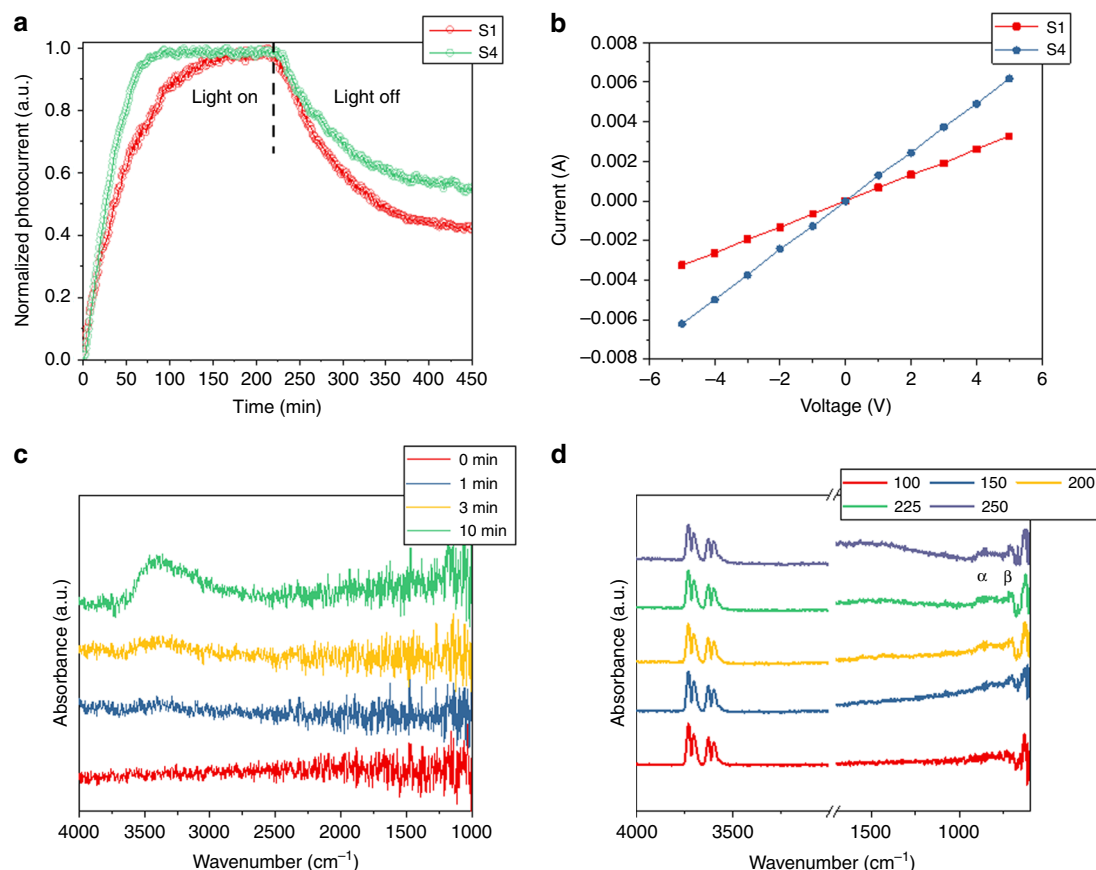 a
S1
S4
Normalized photocurrent (a.u.)
1.0
0.8
0.6
0.4
0.2
0.0
Light on
Light off
0 50 100 150 200 250 300 350 400 450
Time (min)
b
S1
S4
Current (A)
0.008
0.006
0.004
0.002
0.000
−0.002
−0.004
−0.006
−0.008
−6 −4 −2 0 2 4 6
Voltage (V)
c
0 min
1 min
3 min
10 min
Absorbance (a.u.)
4000 3500 3000 2500 2000 1500 1000
Wavenumber (cm−1)
d
100 150 200
225 250
α β
Absorbance (a.u.)
4000 3500 1500 1000
Wavenumber (cm−1)